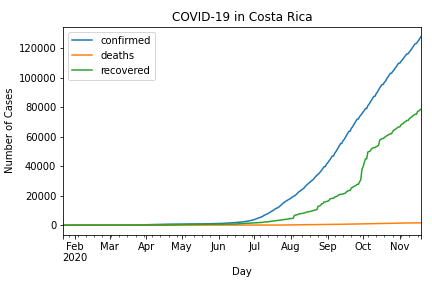 COVID-19 in Costa Rica
confirmed
deaths
recovered
120000
100000
80000
60000
40000
20000
0
Number of Cases
Feb Mar Apr May Jun Jul Aug Sep Oct Nov
2020
Day